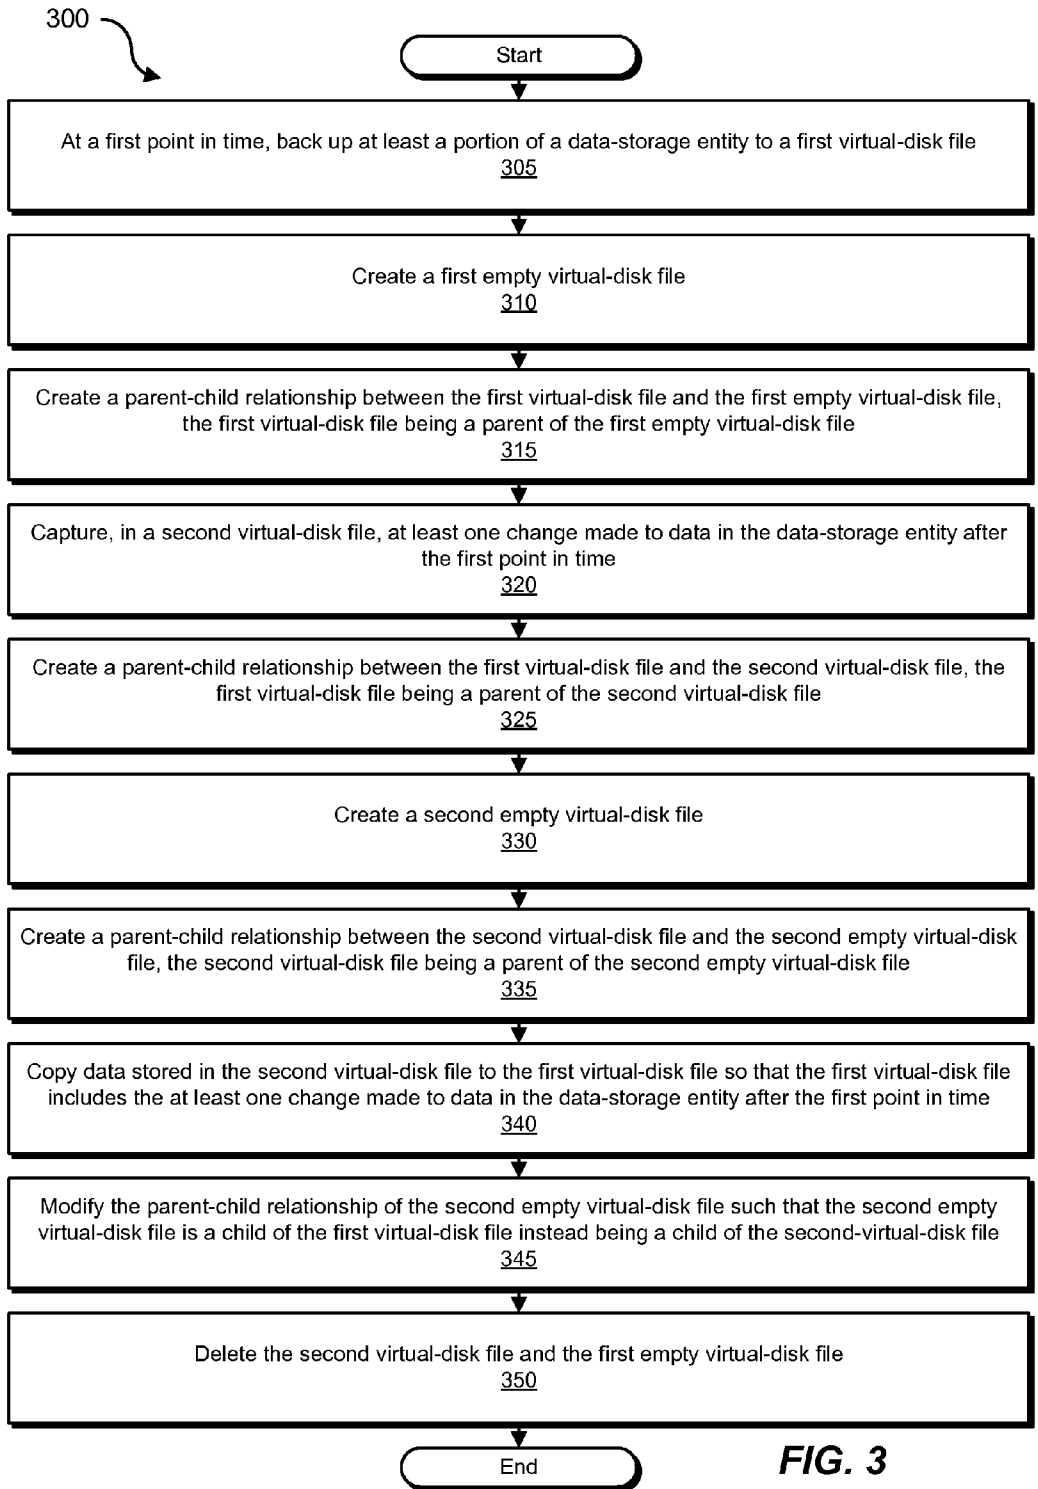 300
Start
At a first point in time, back up at least a portion of a data-storage entity to a first virtual-disk file
305
Create a first empty virtual-disk file
310
Create a parent-child relationship between the first virtual-disk file and the first empty virtual-disk file,
the first virtual-disk file being a parent of the first empty virtual-disk file
315
Capture, in a second virtual-disk file, at least one change made to data in the data-storage entity after
the first point in time
320
Create a parent-child relationship between the first virtual-disk file and the second virtual-disk file, the
first virtual-disk file being a parent of the second virtual-disk file
325
Create a second empty virtual-disk file
330
Create a parent-child relationship between the second virtual-disk file and the second empty virtual-disk
file, the second virtual-disk file being a parent of the second empty virtual-disk file
335
Copy data stored in the second virtual-disk file to the first virtual-disk file so that the first virtual-disk file
includes the at least one change made to data in the data-storage entity after the first point in time
340
Modify the parent-child relationship of the second empty virtual-disk file such that the second empty
virtual-disk file is a child of the first virtual-disk file instead being a child of the second-virtual-disk file
345
Delete the second virtual-disk file and the first empty virtual-disk file
350
End
FIG. 3